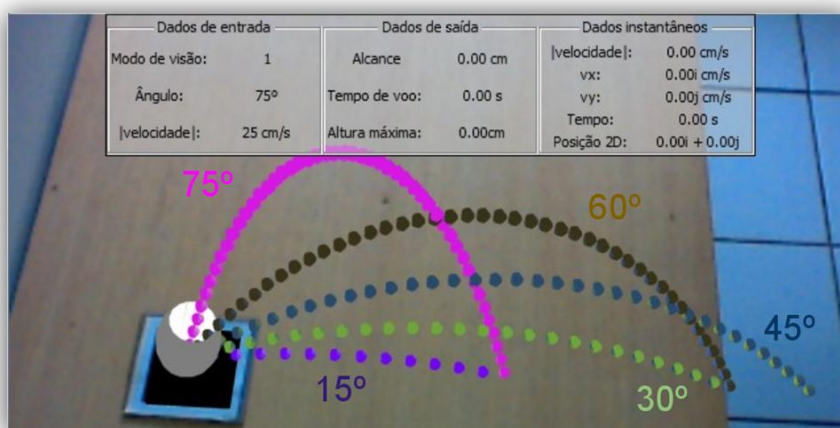 Dados de entrada
Modo de visão: 1
Ângulo: 75º
|velocidade|: 25 cm/s
Dados de saída
Alcance 0.00 cm
Tempo de voo: 0.00 s
Altura máxima: 0.00cm
Dados instantâneos
|velocidade|: 0.00 cm/s
vx: 0.00i cm/s
vy: 0.00j cm/s
Tempo: 0.00 s
Posição 2D: 0.00i + 0.00j
75º
60º
45º
15º
30º